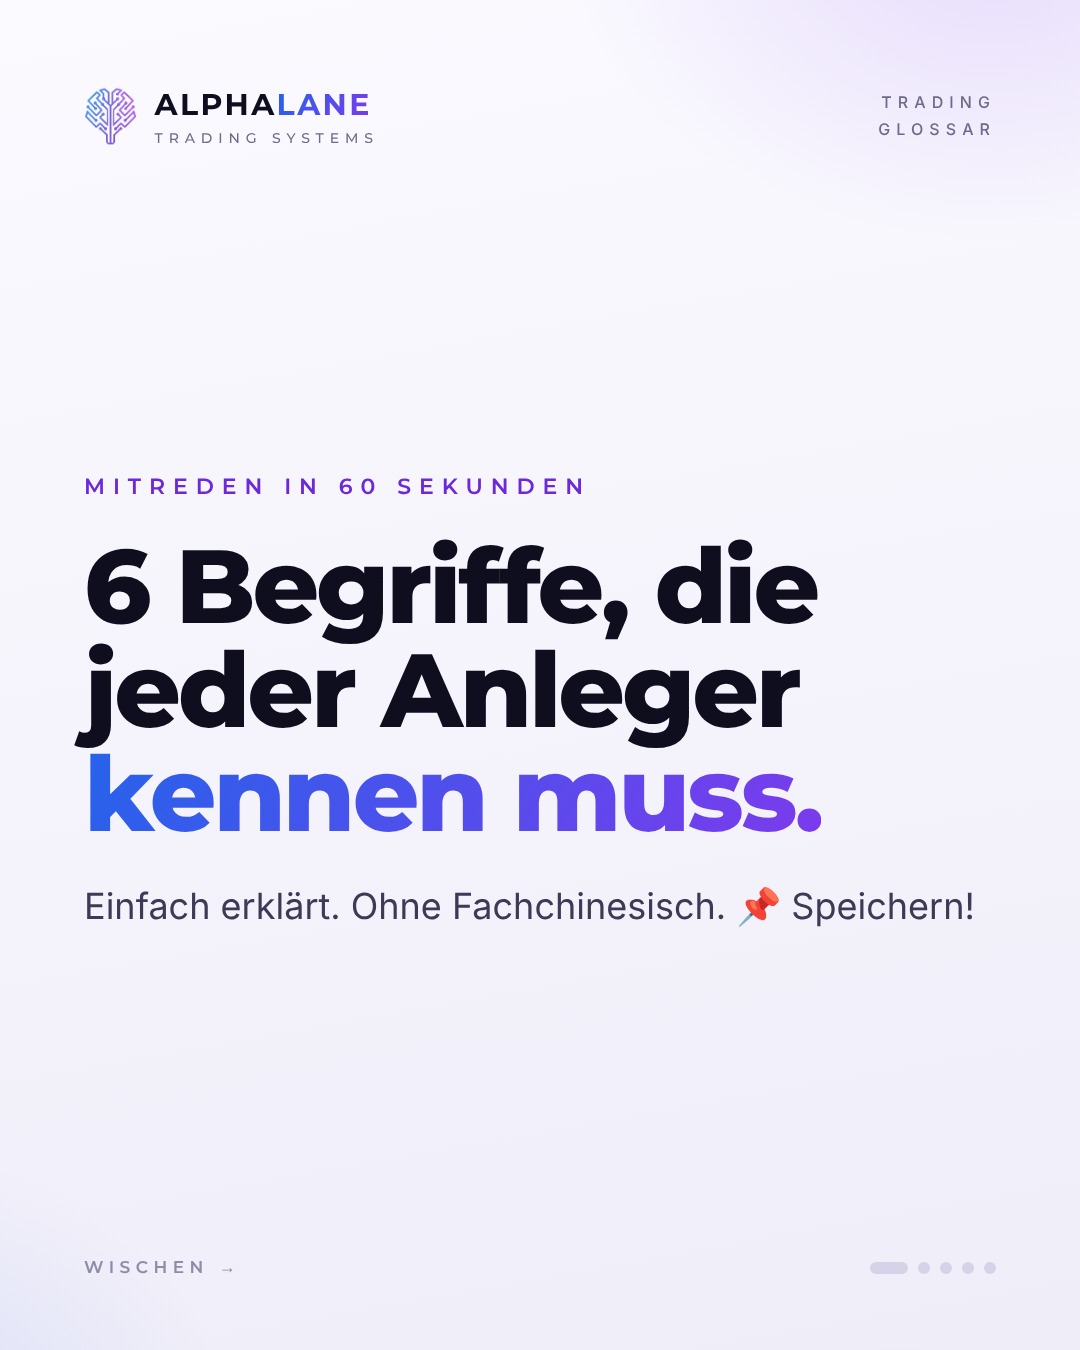 ALPHALANE
TRADING SYSTEMS
TRADING
GLOSSAR
MITREDEN IN 60 SEKUNDEN
6 Begriffe, die
jeder Anleger
kennen muss.
Einfach erklärt. Ohne Fachchinesisch. 📌 Speichern!
WISCHEN →